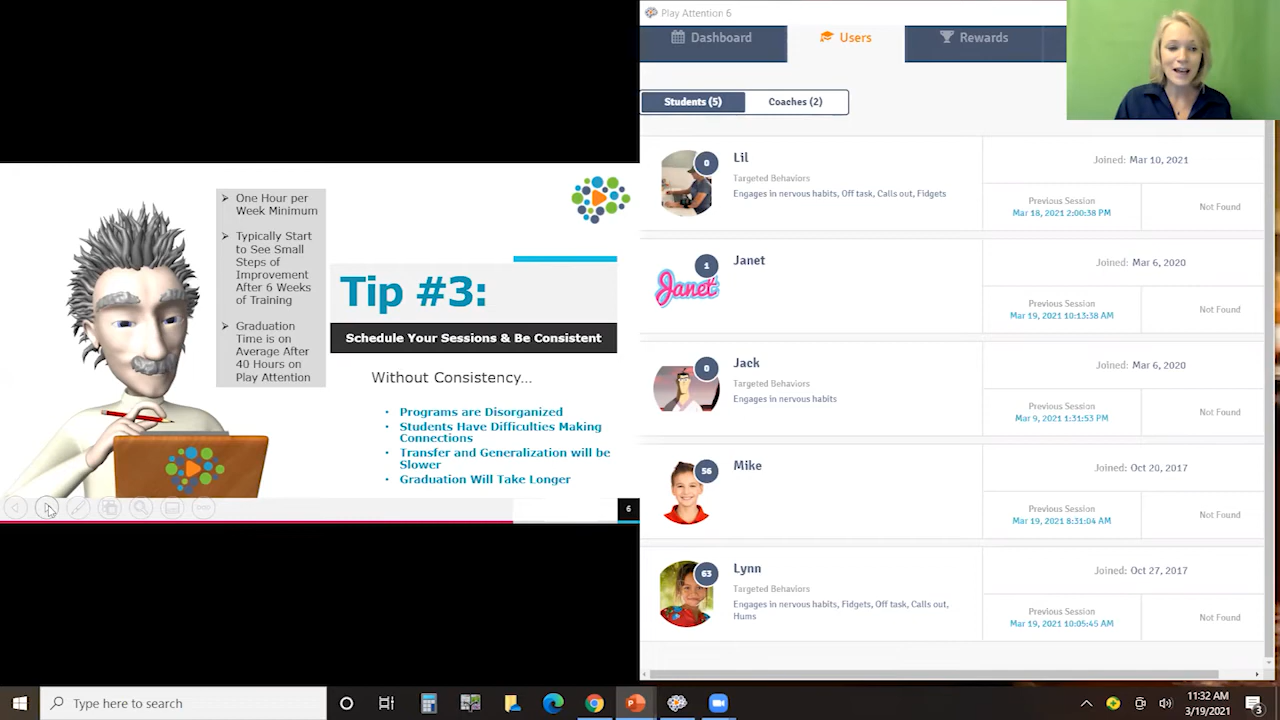 One Hour per
Week Minimum
Typically Start
to See Small
Steps of
Improvement
After 6 Weeks
of Training
Graduation
Time is on
Average After
40 Hours on
Play Attention
Tip #3:
Schedule Your Sessions & Be Consistent
Without Consistency...
• Programs are Disorganized
• Students Have Difficulties Making
Connections
• Transfer and Generalization will be
Slower
• Graduation Will Take Longer
6
Play Attention 6
Dashboard
Users
Rewards
Students (5)
Coaches (2)
0
Lil
Targeted Behaviors
Engages in nervous habits, Off task, Calls out, Fidgets
Joined: Mar 10, 2021
Previous Session
Mar 18, 2021 2:00:38 PM
Not Found
1
Janet
Janet
Joined: Mar 6, 2020
Previous Session
Mar 19, 2021 10:13:38 AM
Not Found
0
Jack
Targeted Behaviors
Engages in nervous habits
Joined: Mar 6, 2020
Previous Session
Mar 9, 2021 1:31:53 PM
Not Found
56
Mike
Joined: Oct 20, 2017
Previous Session
Mar 19, 2021 8:31:04 AM
Not Found
63
Lynn
Targeted Behaviors
Engages in nervous habits, Fidgets, Off task, Calls out,
Hums
Joined: Oct 27, 2017
Previous Session
Mar 19, 2021 10:05:45 AM
Not Found
Type here to search
11:32 AM
3/19/2021
3